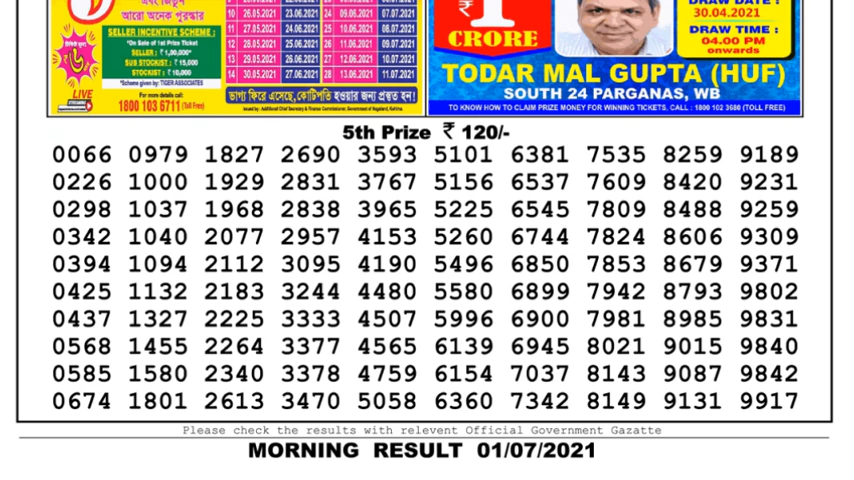 এবং জিতুন
আরো অনেক পুরস্কার
SELLER INCENTIVE SCHEME :
*On Sale of 1st Prize Ticket
SELLER : ₹ 1,30,000*
SUB STOCKIST : ₹ 15,000
STOCKIST : ₹ 10,000
*Scheme given by: TIGER ASSOCIATES
LIVE
For more details call:
1800 103 6711 (Toll Free)
10 26.05.2021 23.06.2021 24 09.06.2021 07.07.2021
11 27.05.2021 24.06.2021 25 10.06.2021 08.07.2021
12 28.05.2021 25.06.2021 26 11.06.2021 09.07.2021
13 29.05.2021 26.06.2021 27 12.06.2021 10.07.2021
14 30.05.2021 27.06.2021 28 13.06.2021 11.07.2021
ভাগ্য ফিরে এসেছে, কোটিপতি হওয়ার জন্য প্রস্তুত হন!
Issued by : Additional Chief Secretary & Finance Commissioner, Government of Nagaland, Kohima.
₹ 1
CRORE
DRAW DATE :
30.04.2021
DRAW TIME :
04.00 PM
onwards
TODAR MAL GUPTA (HUF)
SOUTH 24 PARGANAS, WB
TO KNOW HOW TO CLAIM PRIZE MONEY FOR WINNING TICKETS. CALL : 1800 102 3680 (TOLL FREE)
5th Prize ₹ 120/-
0066 0979 1827 2690 3593 5101 6381 7535 8259 9189
0226 1000 1929 2831 3767 5156 6537 7609 8420 9231
0298 1037 1968 2838 3965 5225 6545 7809 8488 9259
0342 1040 2077 2957 4153 5260 6744 7824 8606 9309
0394 1094 2112 3095 4190 5496 6850 7853 8679 9371
0425 1132 2183 3244 4480 5580 6899 7942 8793 9802
0437 1327 2225 3333 4507 5996 6900 7981 8985 9831
0568 1455 2264 3377 4565 6139 6945 8021 9015 9840
0585 1580 2340 3378 4759 6154 7037 8143 9087 9842
0674 1801 2613 3470 5058 6360 7342 8149 9131 9917
Please check the results with relevent Official Government Gazatte
MORNING RESULT 01/07/2021